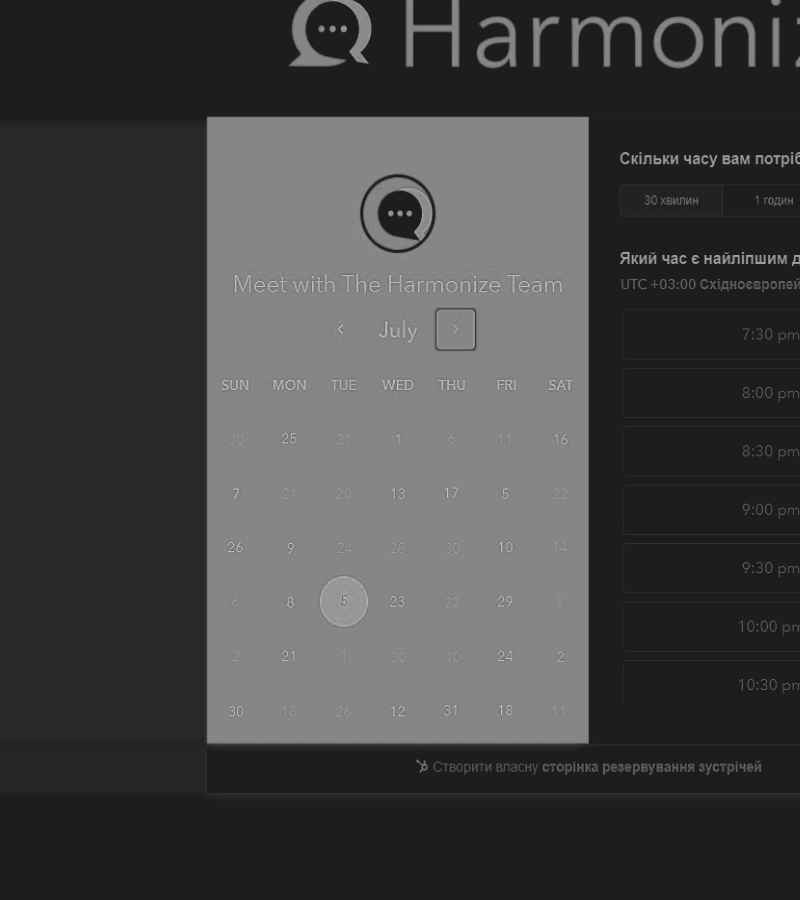 Harmoniz
Meet with The Harmonize Team
July
SUN MON TUE WED THU FRI SAT
30 25 21 1 6 11 16
7 21 20 13 17 5 22
26 9 24 28 30 10 14
6 8 5 23 22 29 8
2 21 1 30 10 24 2
30 18 26 12 31 18 11
Скільки часу вам потріб
30 хвилин 1 годин
Який час є найліпшим д
UTC +03:00 Східноєвропей
7:30 pm
8:00 pm
8:30 pm
9:00 pm
9:30 pm
10:00 pm
10:30 pm
Створити власну сторінка резервування зустрічей